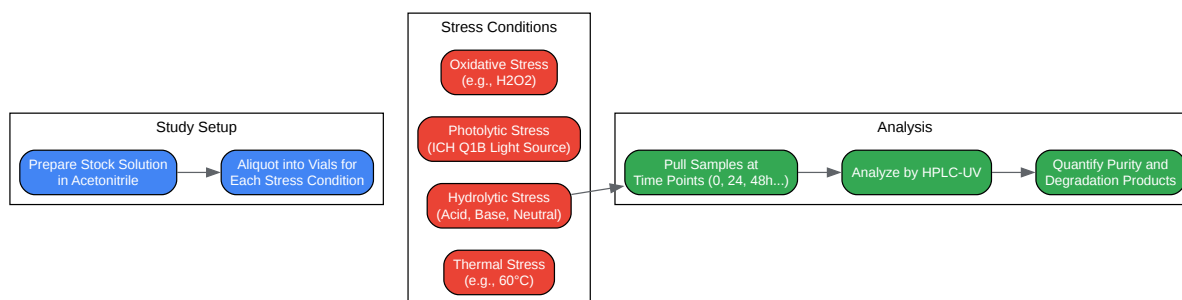 Study Setup
Prepare Stock Solution
in Acetonitrile
Aliquot into Vials for
Each Stress Condition
Stress Conditions
Oxidative Stress
(e.g., H2O2)
Photolytic Stress
(ICH Q1B Light Source)
Hydrolytic Stress
(Acid, Base, Neutral)
Thermal Stress
(e.g., 60°C)
Analysis
Pull Samples at
Time Points (0, 24, 48h...)
Analyze by HPLC-UV
Quantify Purity and
Degradation Products